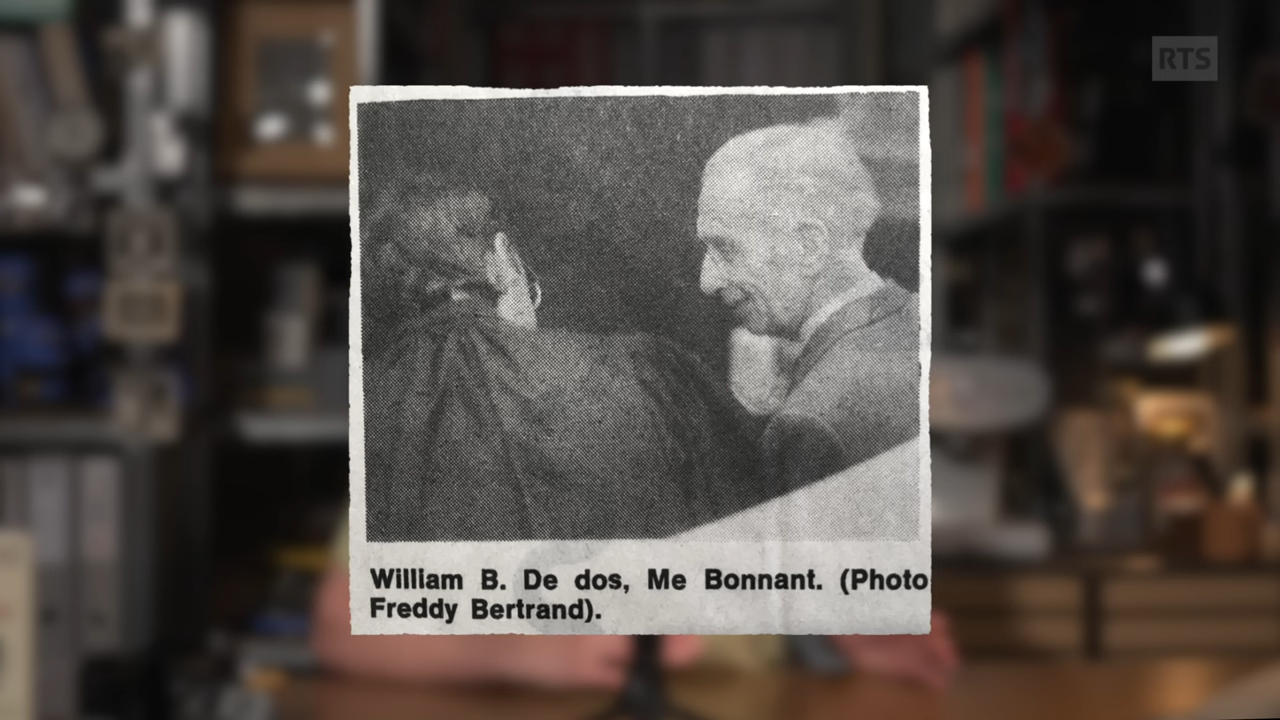 RTS
William B. De dos, Me Bonnant. (Photo
Freddy Bertrand).